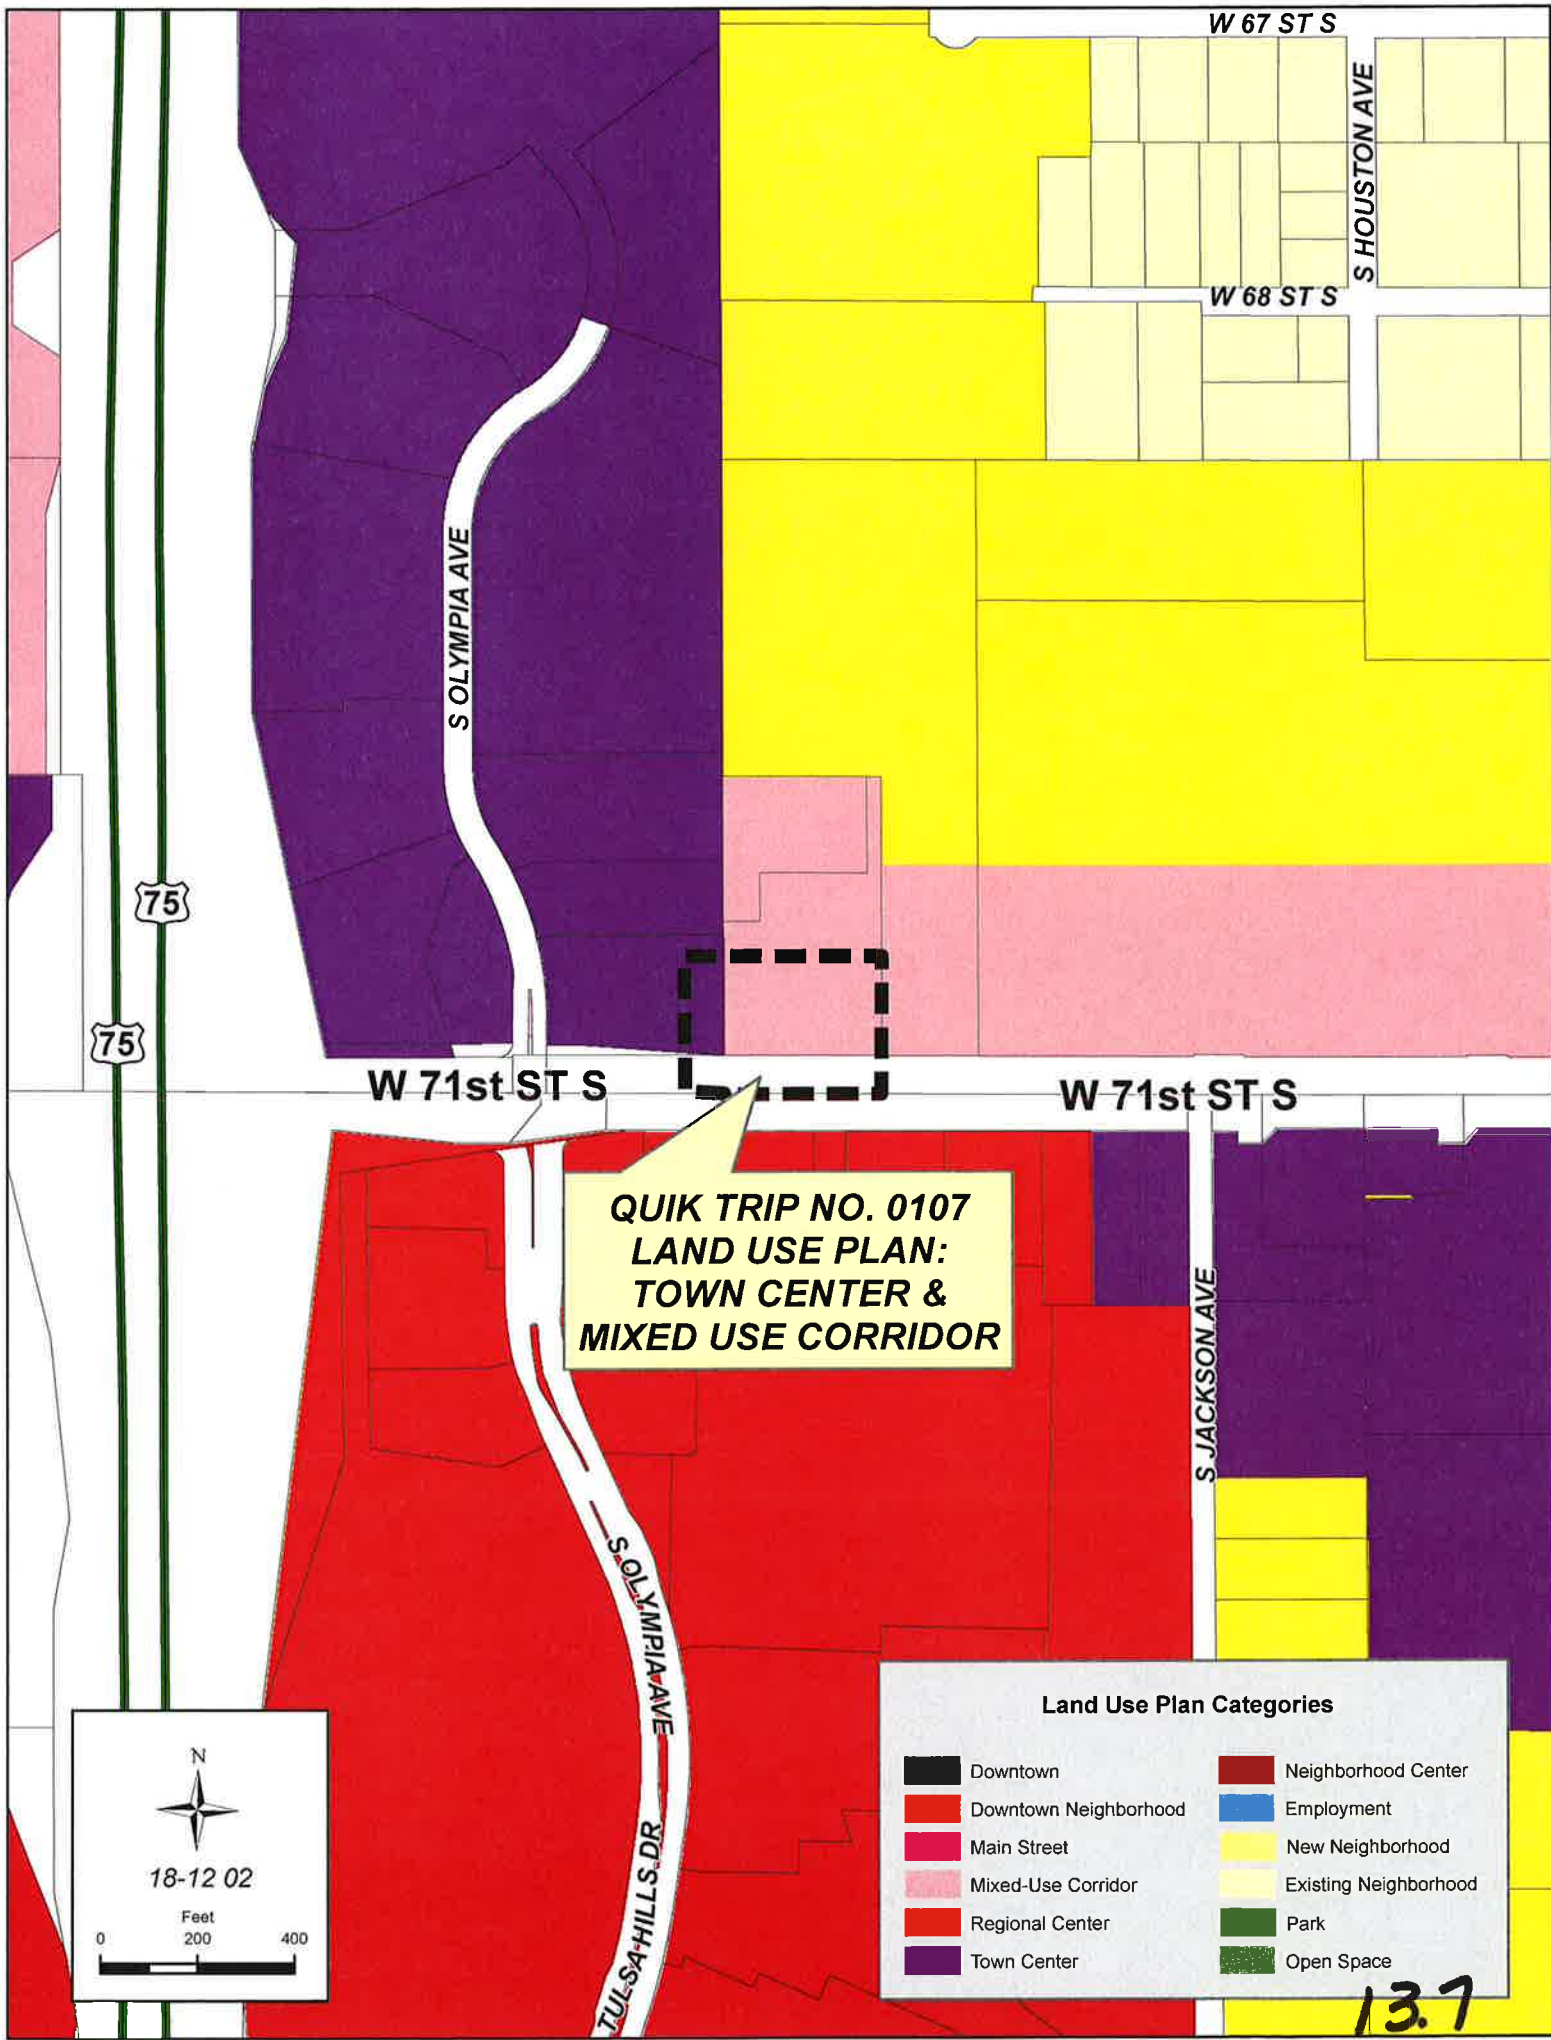 W 67 ST S
S HOUSTON AVE
W 68 ST S
S OLYMPIA AVE
75
75
W 71st ST S
W 71st ST S
QUIK TRIP NO. 0107
LAND USE PLAN:
TOWN CENTER &
MIXED USE CORRIDOR
S JACKSON AVE
S OLYMPIA AVE
TULSA HILLS DR
N
18-12 02
Feet
0 200 400
Land Use Plan Categories
Downtown
Downtown Neighborhood
Main Street
Mixed-Use Corridor
Regional Center
Town Center
Neighborhood Center
Employment
New Neighborhood
Existing Neighborhood
Park
Open Space
13.7